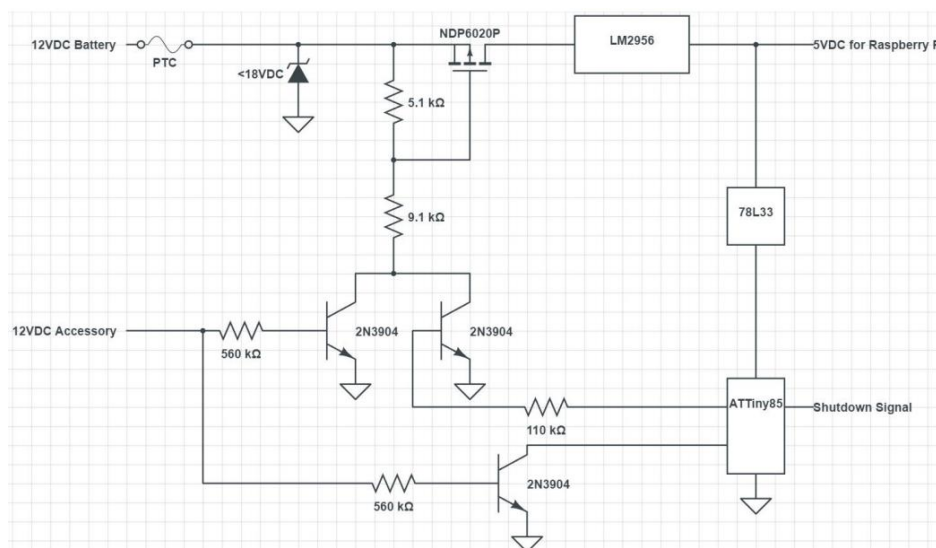 NDP6020P
12VDC Battery
LM2956
5VDC for Raspberry P
PTC
<18VDC
5.1 kΩ
9.1 kΩ
78L33
12VDC Accessory
2N3904
2N3904
560 kΩ
ATTiny85
Shutdown Signal
110 kΩ
2N3904
560 kΩ